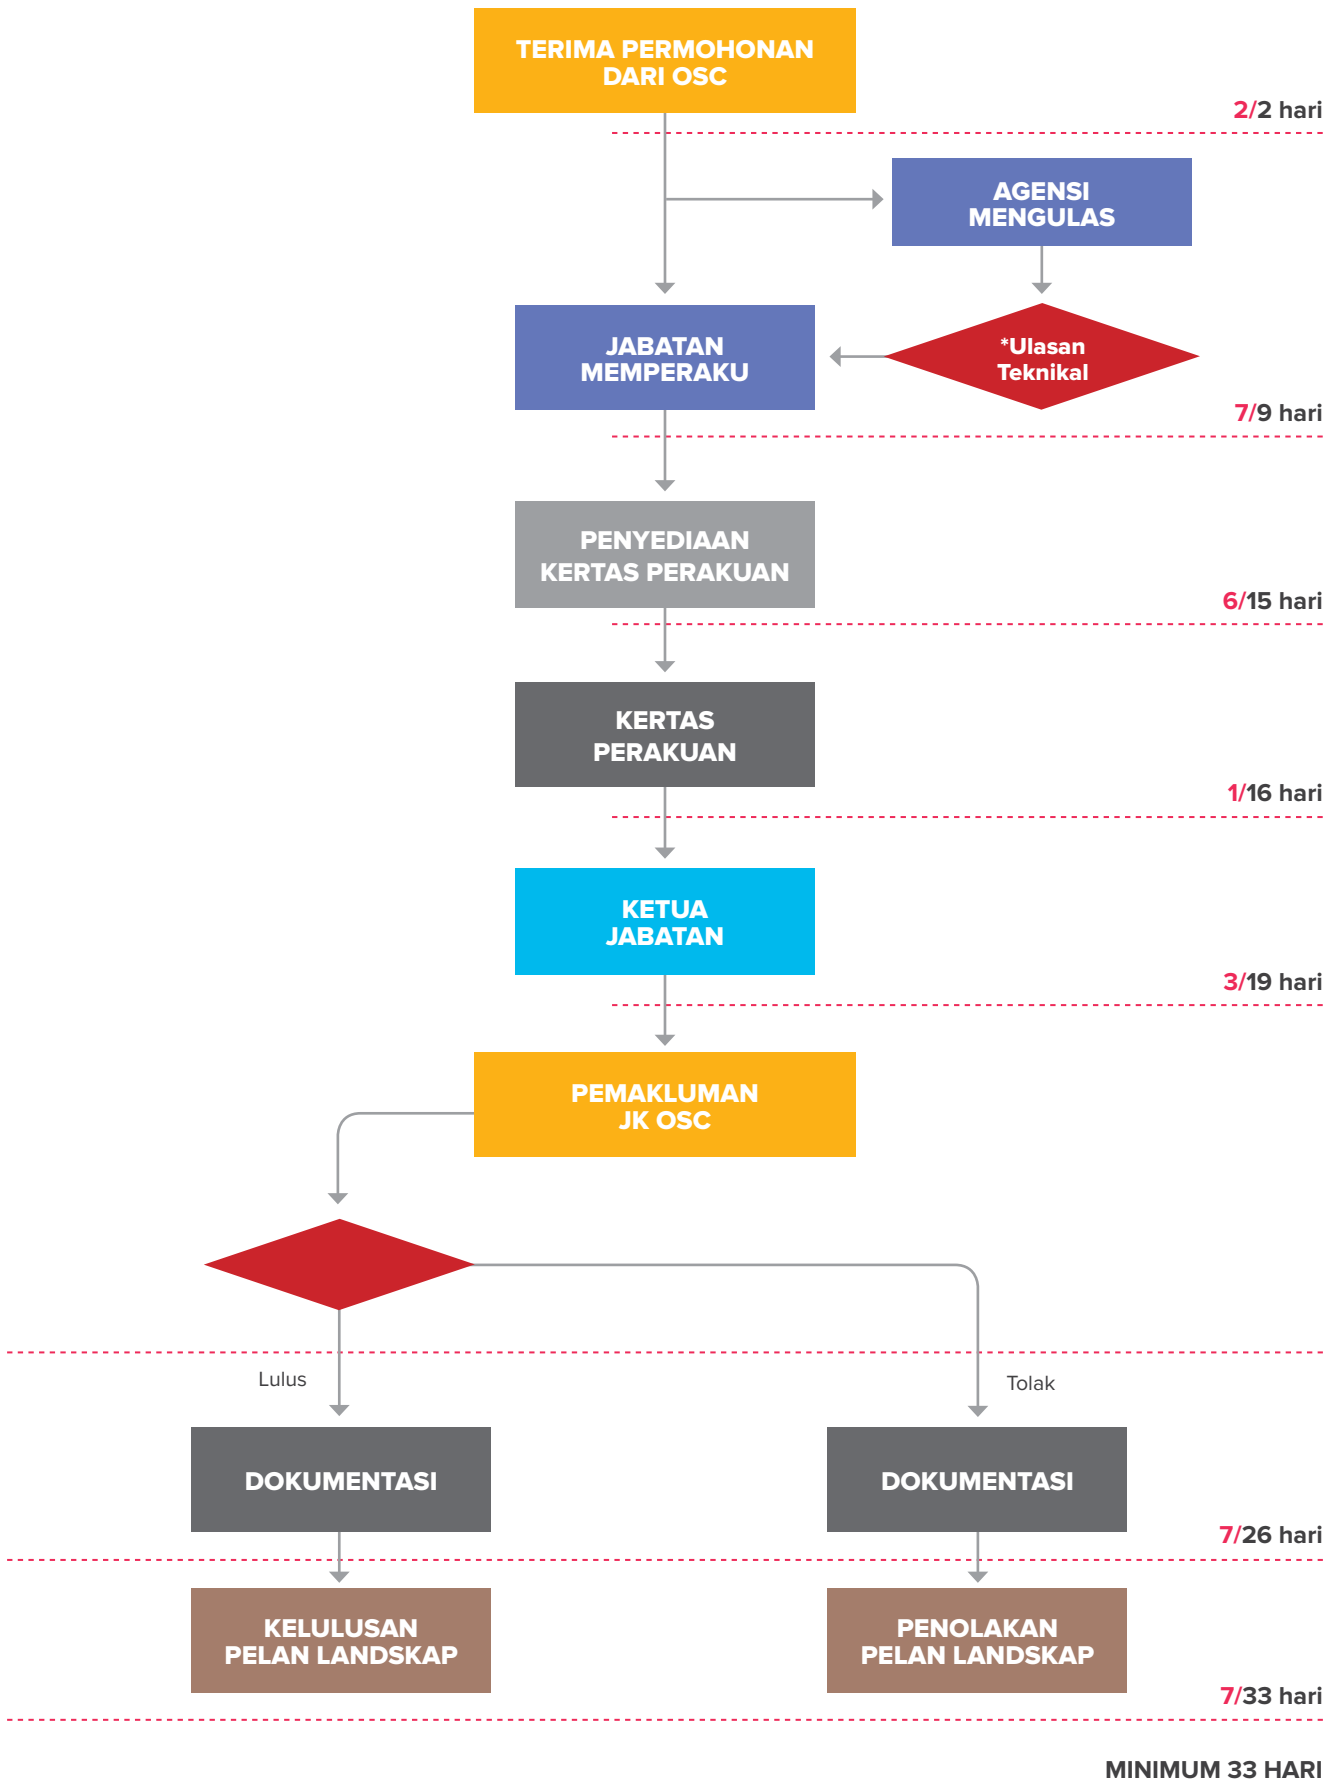 TERIMA PERMOHONAN
DARI OSC
2/2 hari
AGENSI
MENGULAS
JABATAN
MEMPERAKU
*Ulasan
Teknikal
7/9 hari
PENYEDIAAN
KERTAS PERAKUAN
6/15 hari
KERTAS
PERAKUAN
1/16 hari
KETUA
JABATAN
3/19 hari
PEMAKLUMAN
JK OSC
Lulus
Tolak
DOKUMENTASI
DOKUMENTASI
7/26 hari
KELULUSAN
PELAN LANDSKAP
PENOLAKAN
PELAN LANDSKAP
7/33 hari
MINIMUM 33 HARI